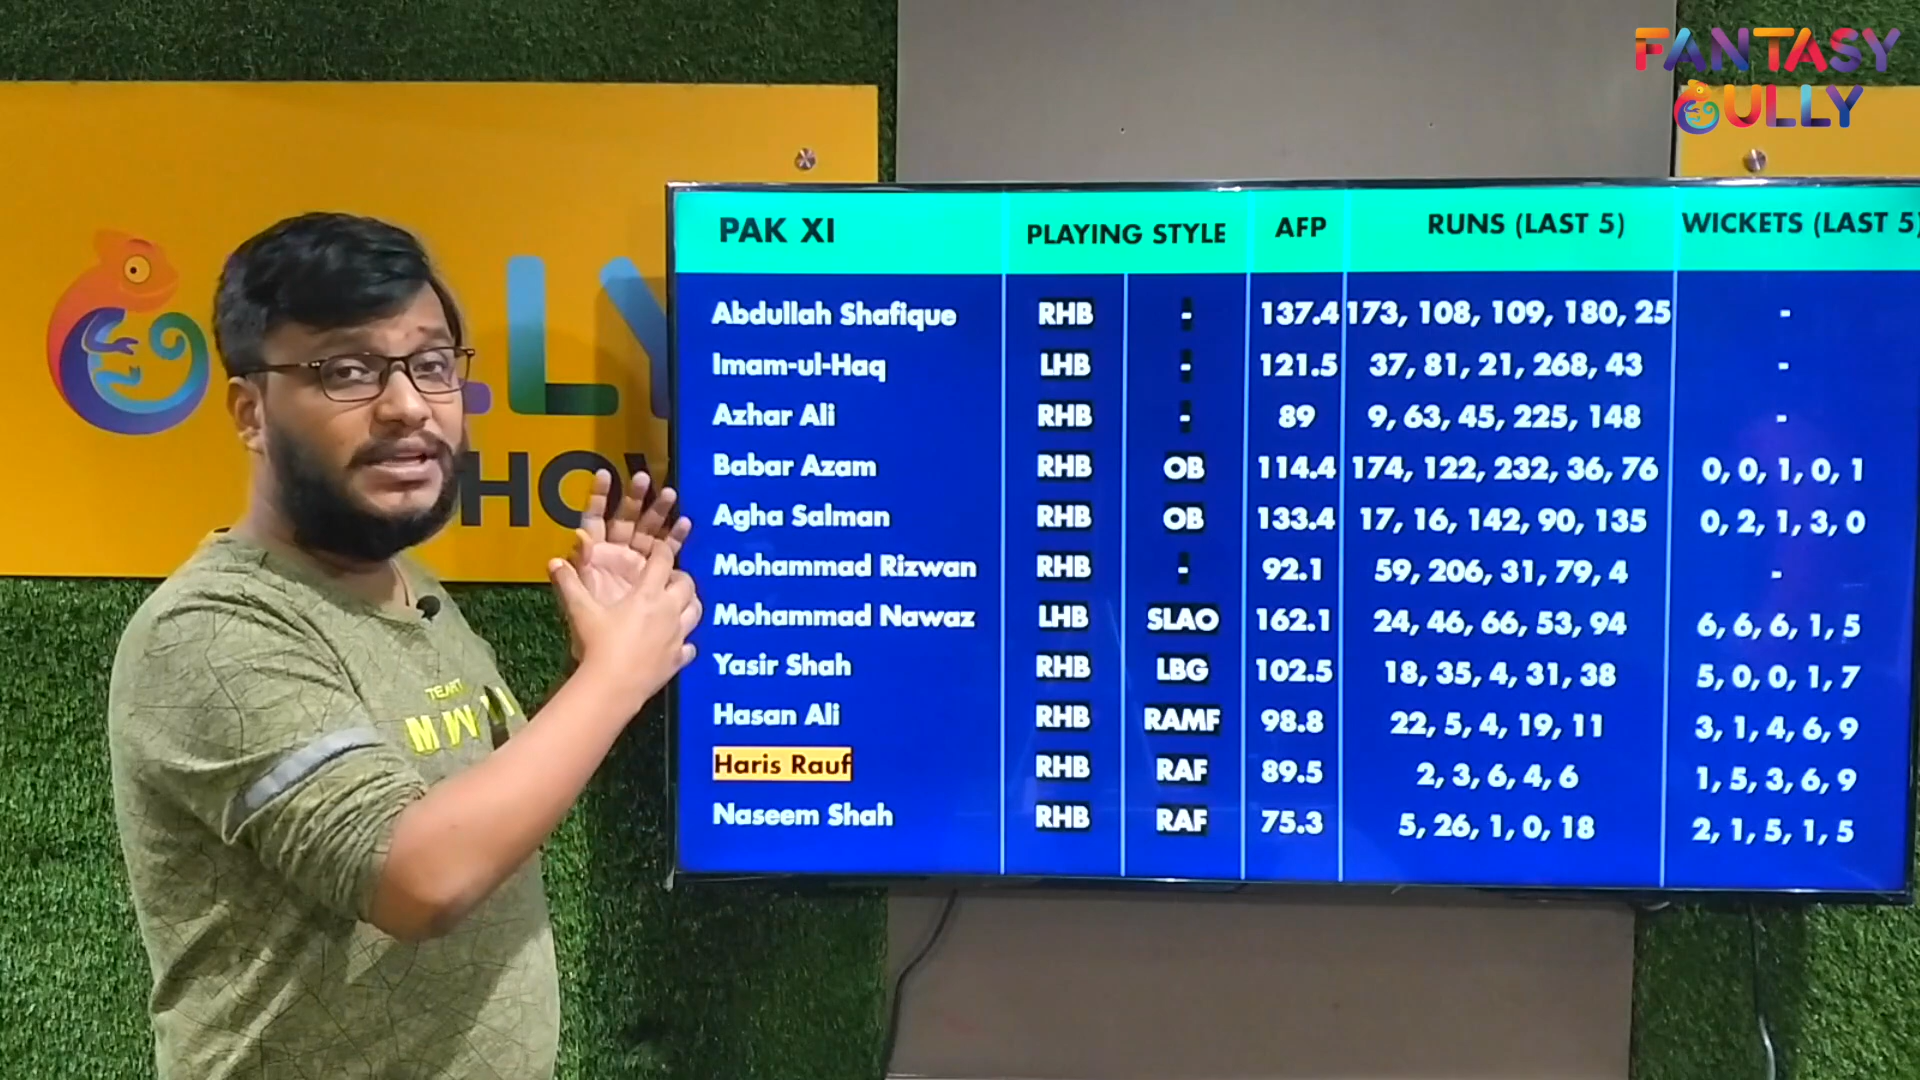 FANTASY
GULLY
LLY
SHOW
TEART
PAK XI PLAYING STYLE AFP RUNS (LAST 5) WICKETS (LAST 5)
Abdullah Shafique RHB - 137.4 173, 108, 109, 180, 25 -
Imam-ul-Haq LHB - 121.5 37, 81, 21, 268, 43 -
Azhar Ali RHB - 89 9, 63, 45, 225, 148 -
Babar Azam RHB OB 114.4 174, 122, 232, 36, 76 0, 0, 1, 0, 1
Agha Salman RHB OB 133.4 17, 16, 142, 90, 135 0, 2, 1, 3, 0
Mohammad Rizwan RHB - 92.1 59, 206, 31, 79, 4 -
Mohammad Nawaz LHB SLAO 162.1 24, 46, 66, 53, 94 6, 6, 6, 1, 5
Yasir Shah RHB LBG 102.5 18, 35, 4, 31, 38 5, 0, 0, 1, 7
Hasan Ali RHB RAMF 98.8 22, 5, 4, 19, 11 3, 1, 4, 6, 9
Haris Rauf RHB RAF 89.5 2, 3, 6, 4, 6 1, 5, 3, 6, 9
Naseem Shah RHB RAF 75.3 5, 26, 1, 0, 18 2, 1, 5, 1, 5